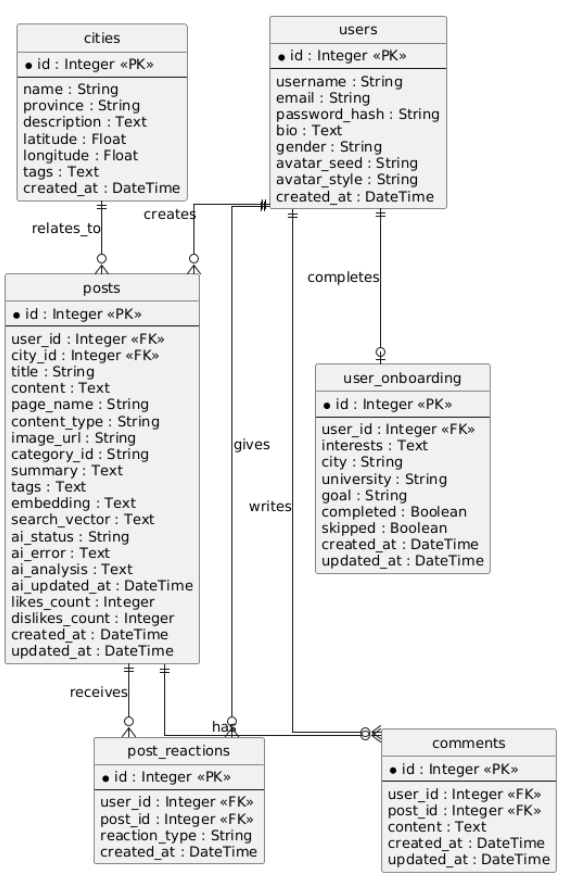 cities
id : Integer «PK»
name : String
province : String
description : Text
latitude : Float
longitude : Float
tags : Text
created_at : DateTime
users
id : Integer «PK»
username : String
email : String
password_hash : String
bio : Text
gender : String
avatar_seed : String
avatar_style : String
created_at : DateTime
relates_to
creates
completes
posts
id : Integer «PK»
user_id : Integer «FK»
city_id : Integer «FK»
title : String
content : Text
page_name : String
content_type : String
image_url : String
category_id : String
summary : Text
tags : Text
embedding : Text
search_vector : Text
ai_status : String
ai_error : Text
ai_analysis : Text
ai_updated_at : DateTime
likes_count : Integer
dislikes_count : Integer
created_at : DateTime
updated_at : DateTime
gives
writes
user_onboarding
id : Integer «PK»
user_id : Integer «FK»
interests : Text
city : String
university : String
goal : String
completed : Boolean
skipped : Boolean
created_at : DateTime
updated_at : DateTime
receives
has
post_reactions
id : Integer «PK»
user_id : Integer «FK»
post_id : Integer «FK»
reaction_type : String
created_at : DateTime
comments
id : Integer «PK»
user_id : Integer «FK»
post_id : Integer «FK»
content : Text
created_at : DateTime
updated_at : DateTime